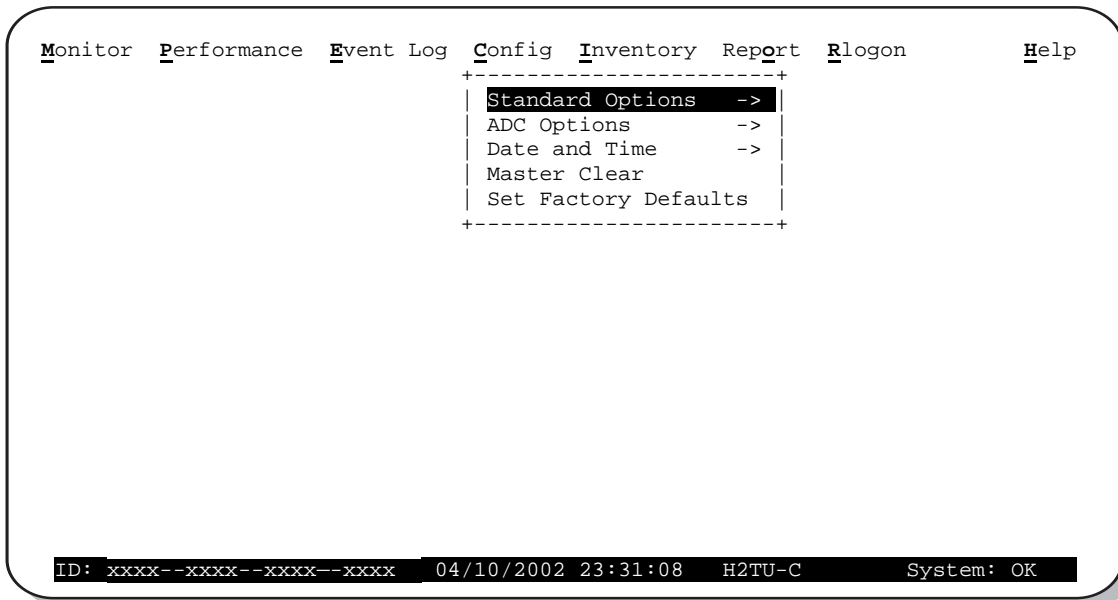 Monitor Performance Event Log Config Inventory Report Rlogon Help
+-----------------------+
| Standard Options -> |
| ADC Options -> |
| Date and Time -> |
| Master Clear |
| Set Factory Defaults |
+-----------------------+
ID: xxxx--xxxx--xxxx--xxxx 04/10/2002 23:31:08 H2TU-C System: OK